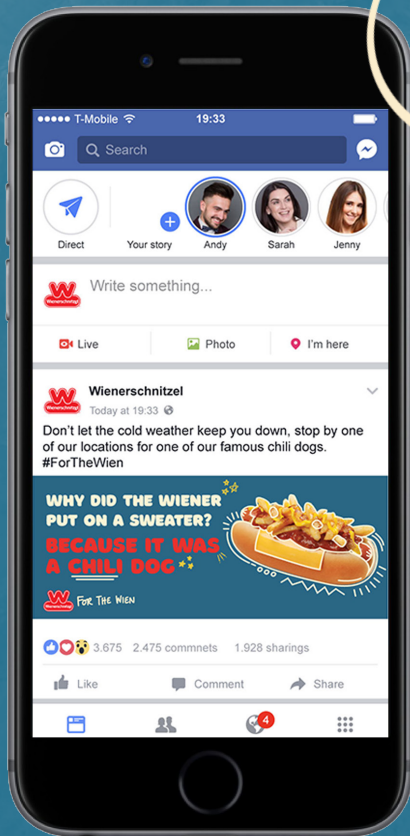 T-Mobile 19:33
Search
Direct Your story Andy Sarah Jenny
Wienerschnitzel
Write something...
Live Photo I'm here
Wienerschnitzel
Wienerschnitzel
Today at 19:33
Don't let the cold weather keep you down, stop by one
of our locations for one of our famous chili dogs.
#ForTheWien
WHY DID THE WIENER
PUT ON A SWEATER?
BECAUSE IT WAS
A CHILI DOG
Wienerschnitzel
FOR THE WIEN
3.675 2.475 commnets 1.928 sharings
Like Comment Share
4